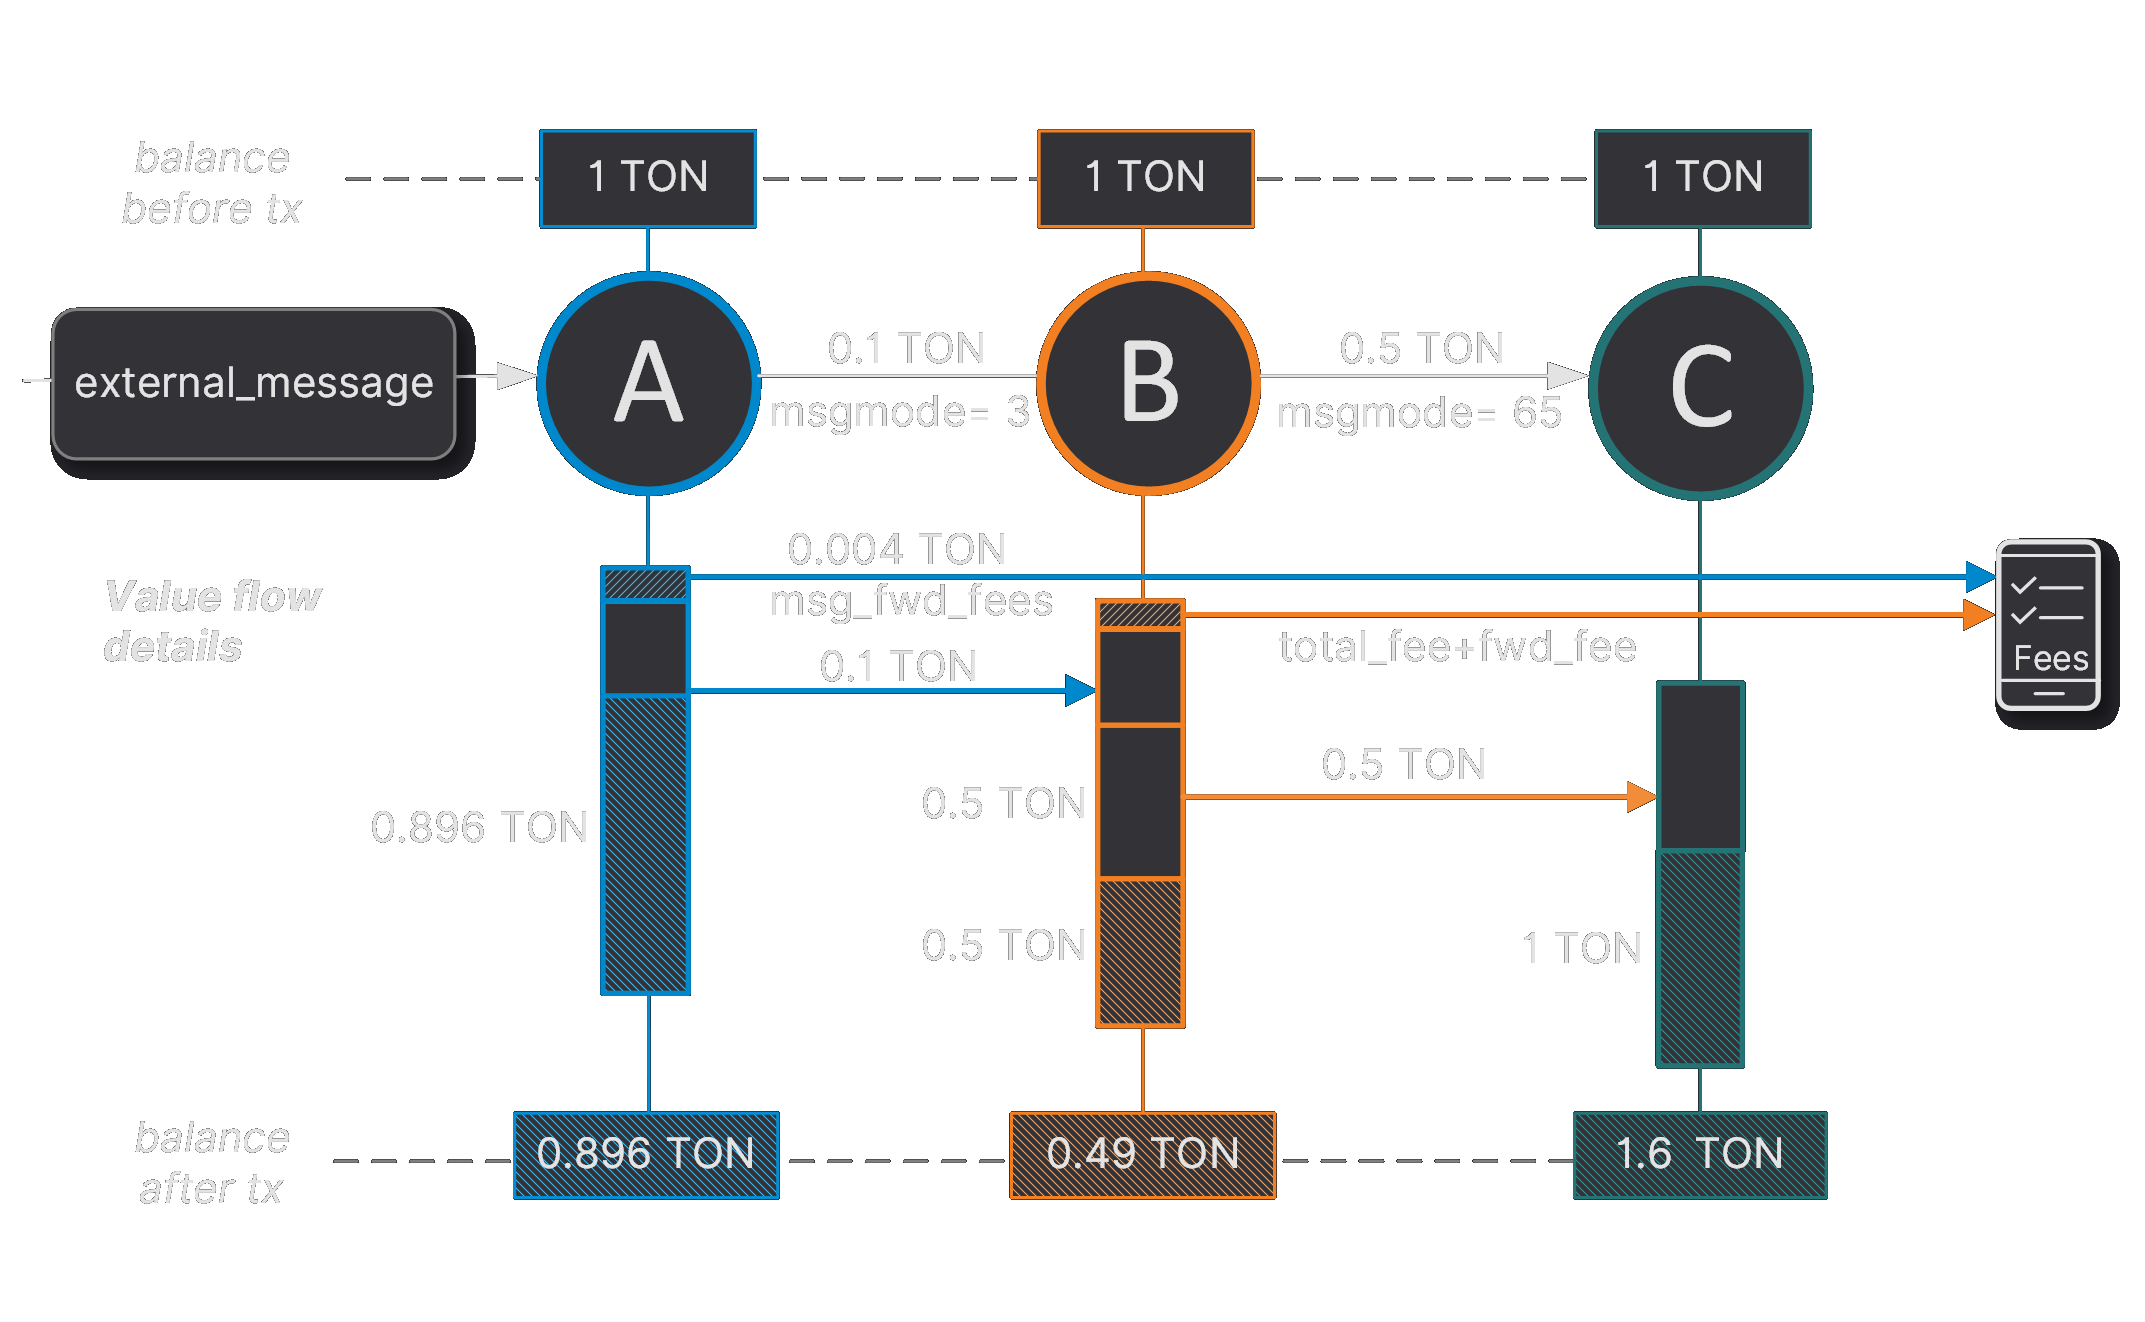 balance
before tx
1 TON
1 TON
1 TON
external_message
A
0.1 TON
msgmode= 3
B
0.5 TON
msgmode= 65
C
Value flow
details
0.004 TON
msg_fwd_fees
total_fee+fwd_fee
Fees
0.1 TON
0.5 TON
0.5 TON
0.896 TON
0.5 TON
1 TON
balance
after tx
0.896 TON
0.49 TON
1.6 TON